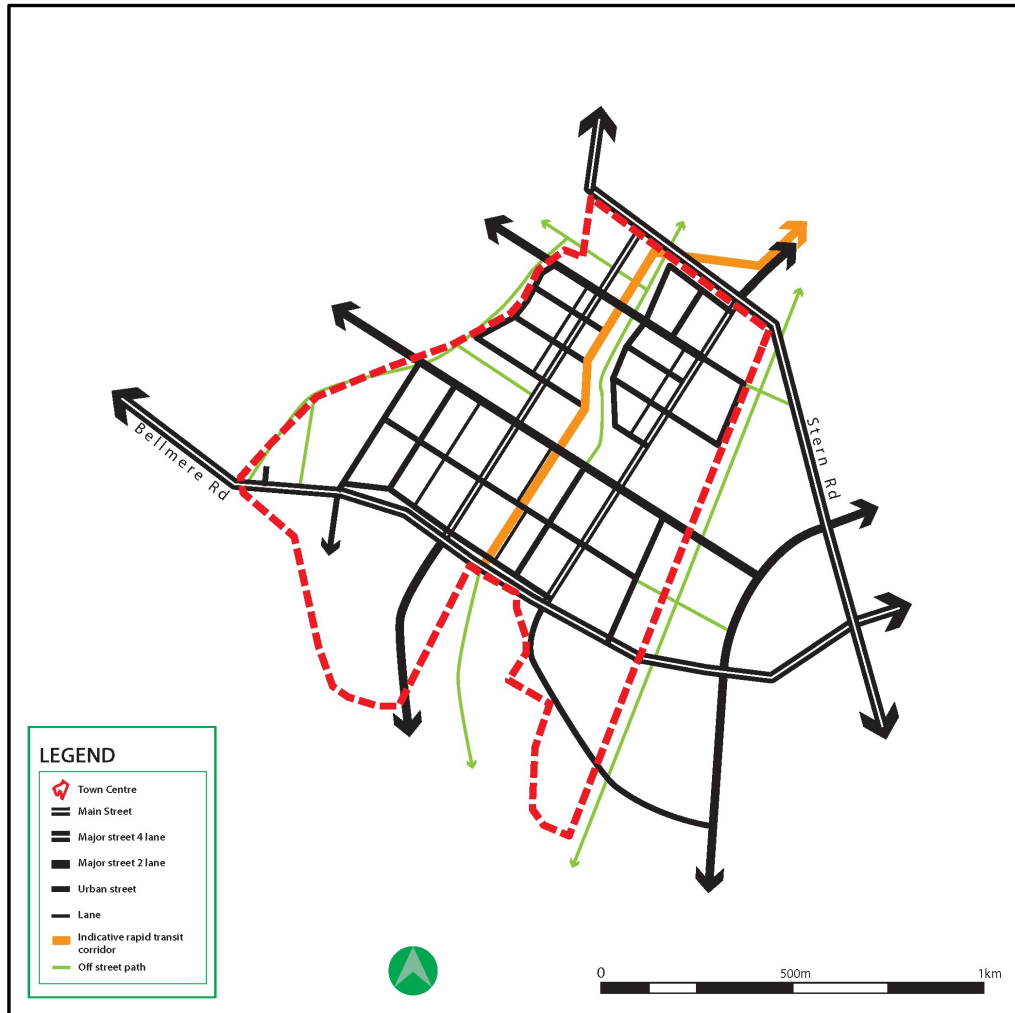 Bellmere Rd
Stern Rd
LEGEND
Town Centre
Main Street
Major street 4 lane
Major street 2 lane
Urban street
Lane
Indicative rapid transit
corridor
Off street path
0 500m 1km